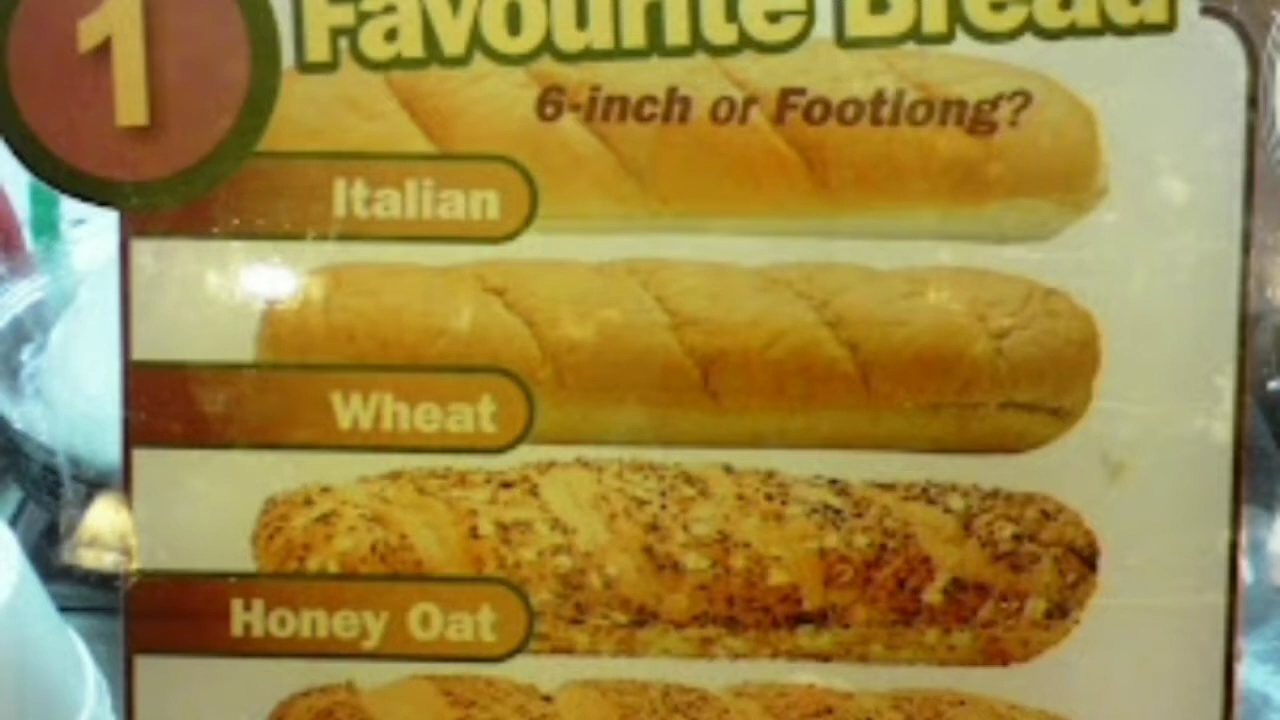 1
Favourite Bread
6-inch or Footlong?
Italian
Wheat
Honey Oat